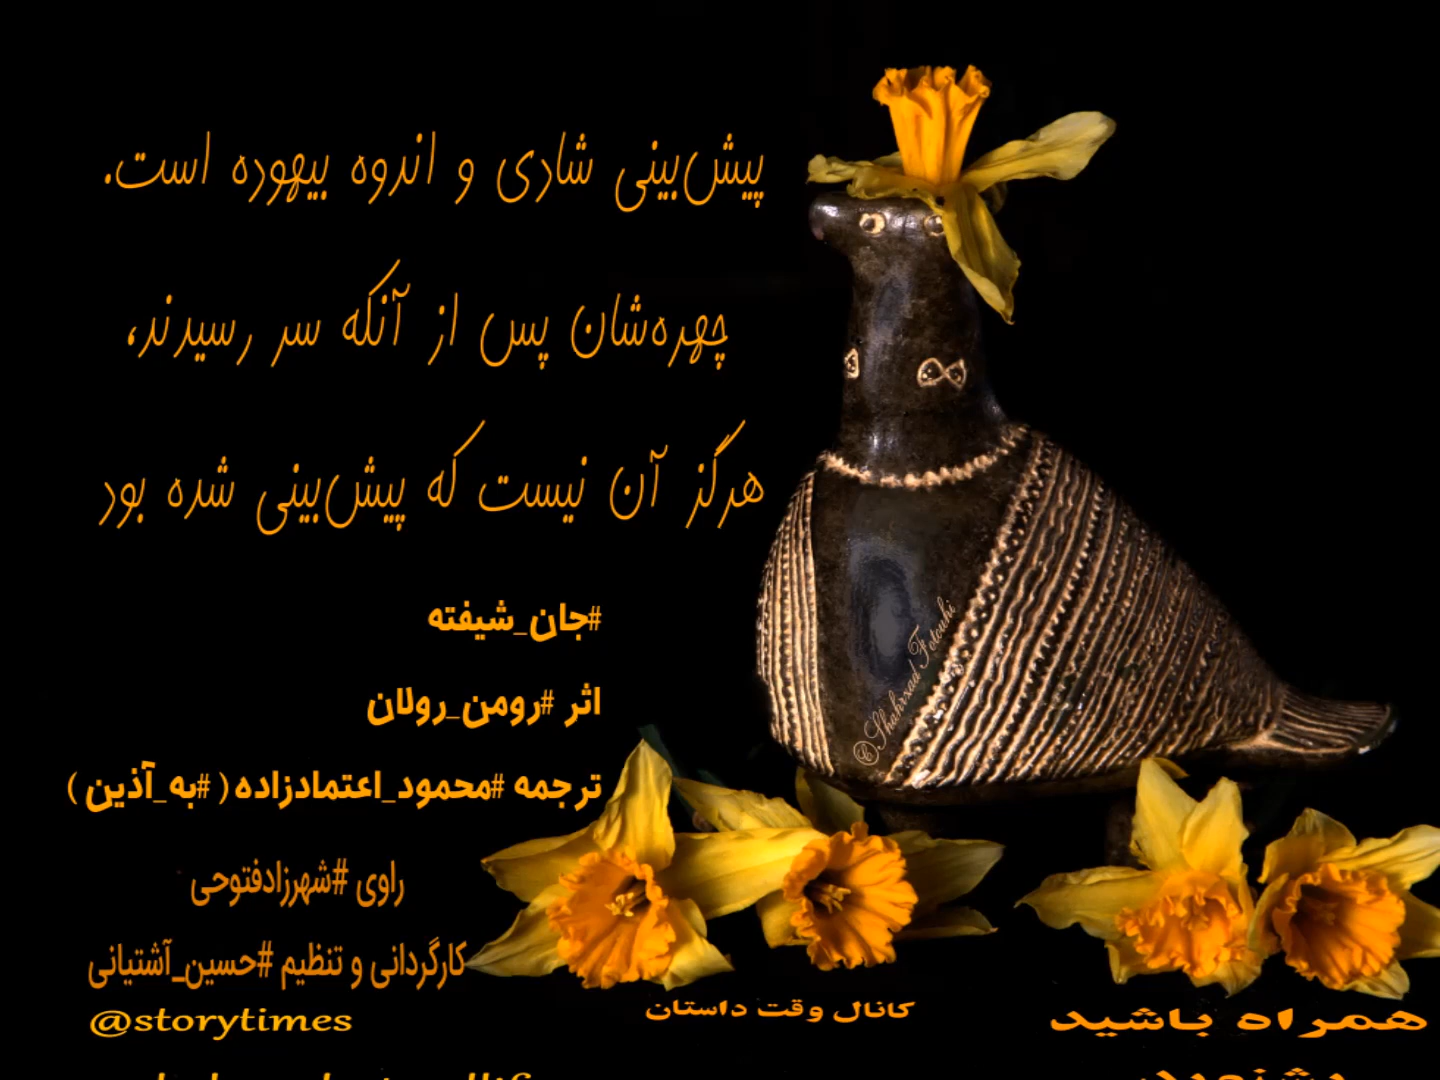 پیش‌بینی شادی و اندوه بیهوده است.
چهره‌شان پس از آنکه سر رسیدند،
هرگز آن نیست که پیش‌بینی شده بود
#جان_شیفته
اثر #رومن_رولان
ترجمه #محمود_اعتمادزاده ( #به_آذین )
راوی #شهرزادفتوحی
کارگردانی و تنظیم #حسین_آشتیانی
@storytimes
کانال وقت داستان
همراه باشید
©Shahrzad Fotouhi